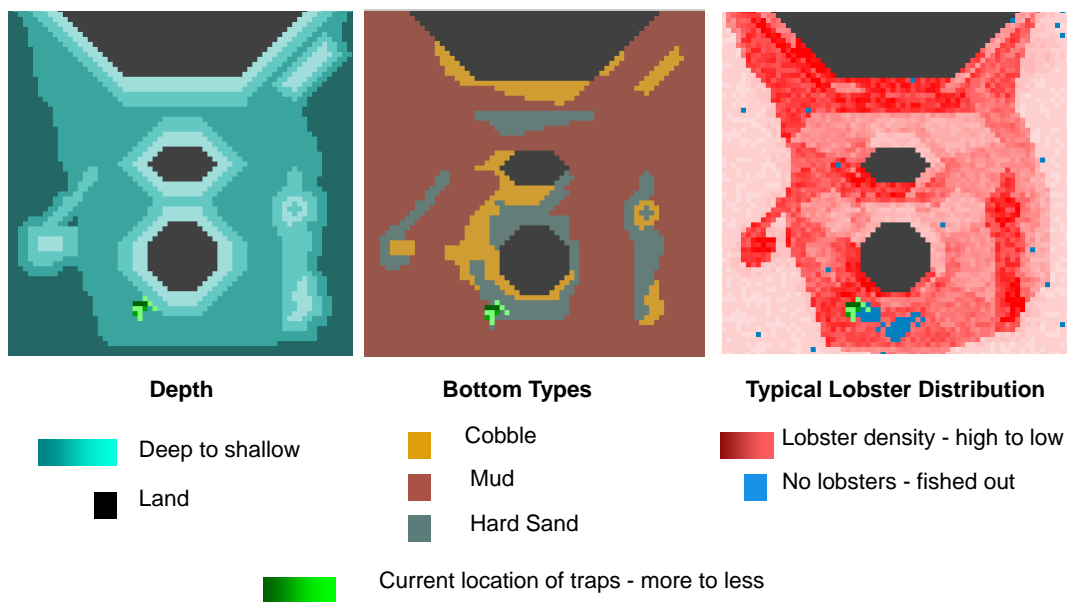 Depth
Deep to shallow
Land
Bottom Types
Cobble
Mud
Hard Sand
Typical Lobster Distribution
Lobster density - high to low
No lobsters - fished out
Current location of traps - more to less